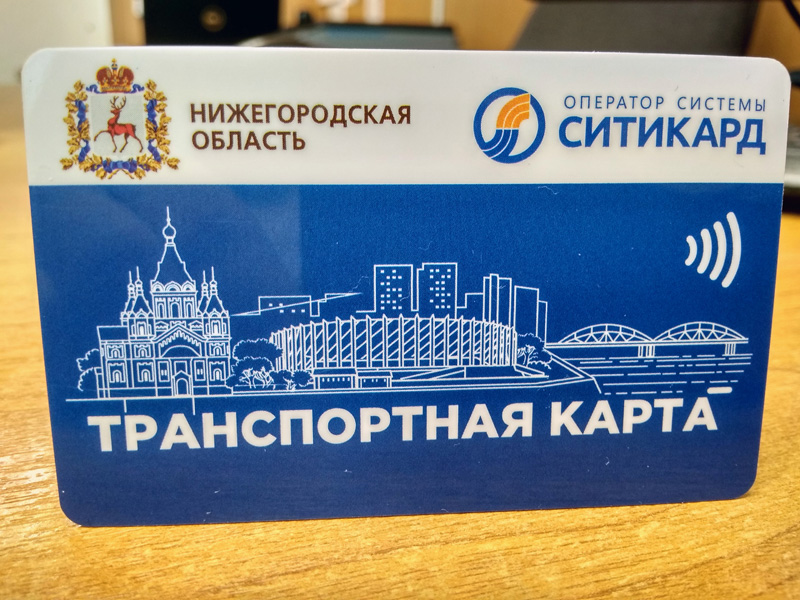 НИЖЕГОРОДСКАЯ
ОБЛАСТЬ
ОПЕРАТОР СИСТЕМЫ
СИТИКАРД
ТРАНСПОРТНАЯ КАРТА